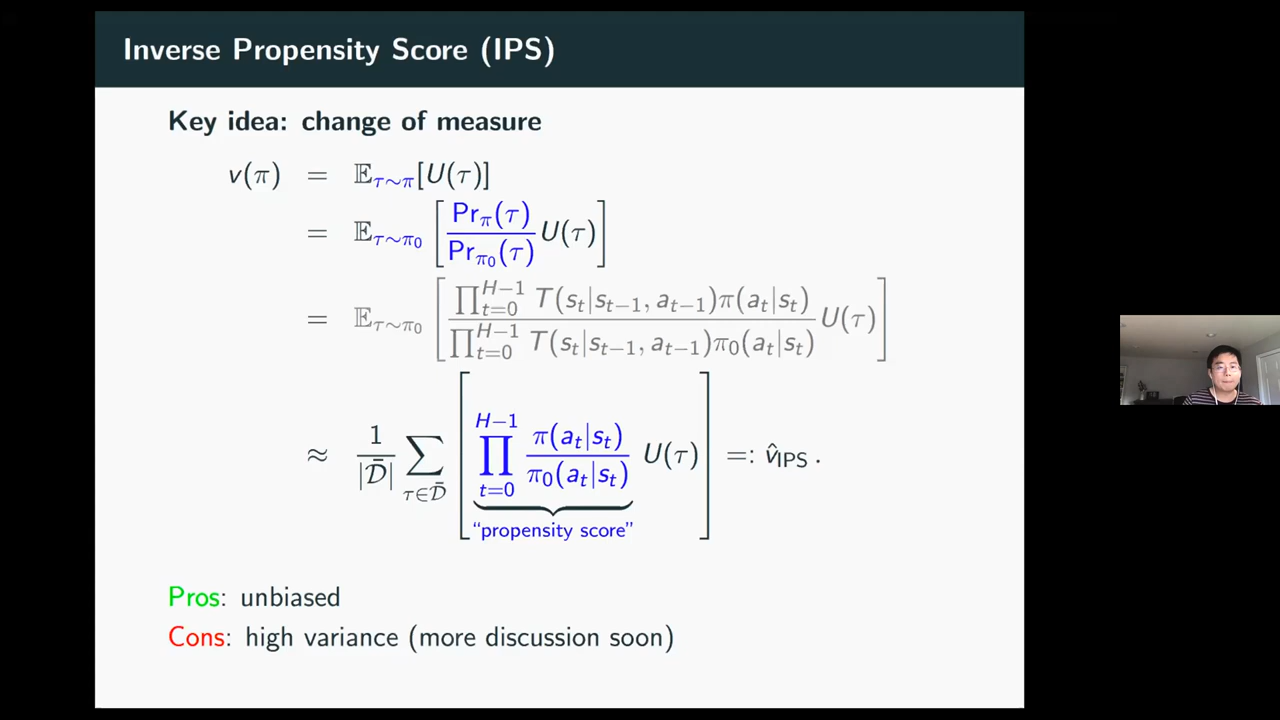 Inverse Propensity Score (IPS)
Key idea: change of measure
v(π) = 𝔼_{τ∼π}[U(τ)]
= 𝔼_{τ∼π₀} [ Pr_π(τ) / Pr_{π₀}(τ) U(τ) ]
= 𝔼_{τ∼π₀} [ ∏_{t=0}^{H−1} T(s_t|s_{t−1}, a_{t−1})π(a_t|s_t) / ∏_{t=0}^{H−1} T(s_t|s_{t−1}, a_{t−1})π₀(a_t|s_t) U(τ) ]
≈ 1/|𝒟̄| ∑_{τ∈𝒟̄} [ ∏_{t=0}^{H−1} π(a_t|s_t) / π₀(a_t|s_t) U(τ) ] =: v̂_{IPS} .
“propensity score”
Pros: unbiased
Cons: high variance (more discussion soon)